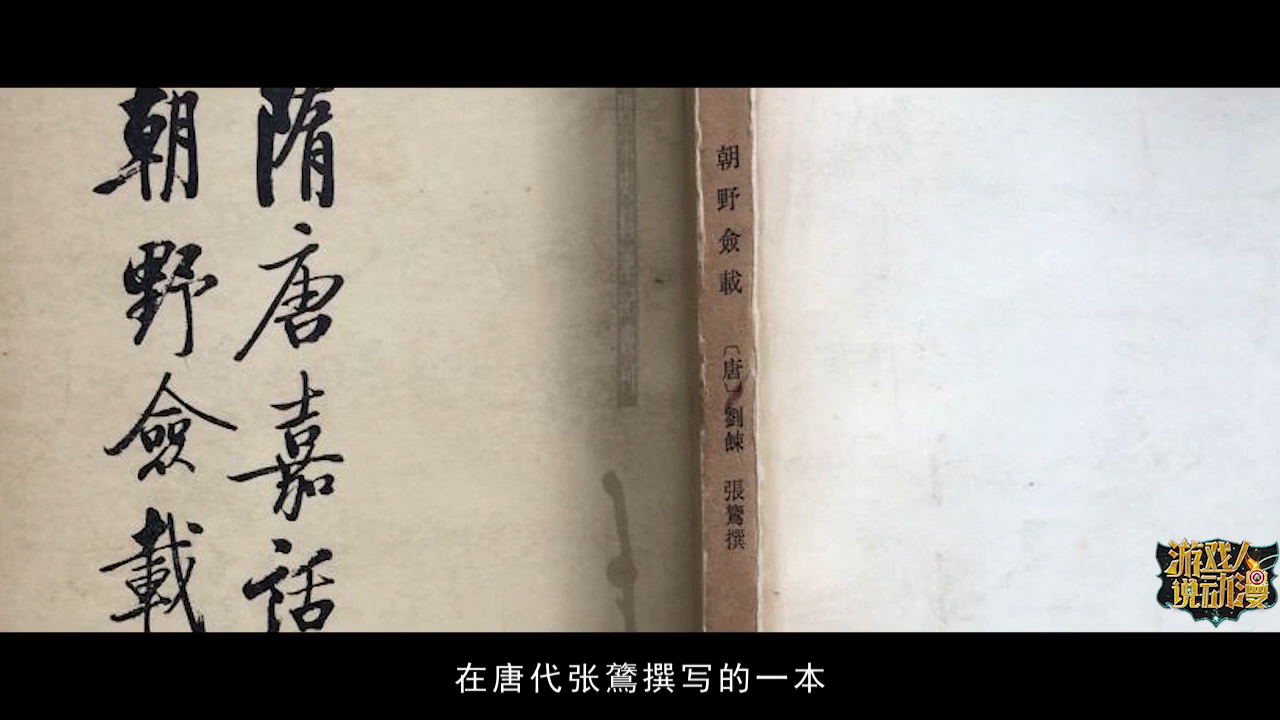 隋唐嘉話
朝野僉載
朝野僉載
〔唐〕劉餗 張鷟撰
游戏人
说动漫
在唐代张鷟撰写的一本